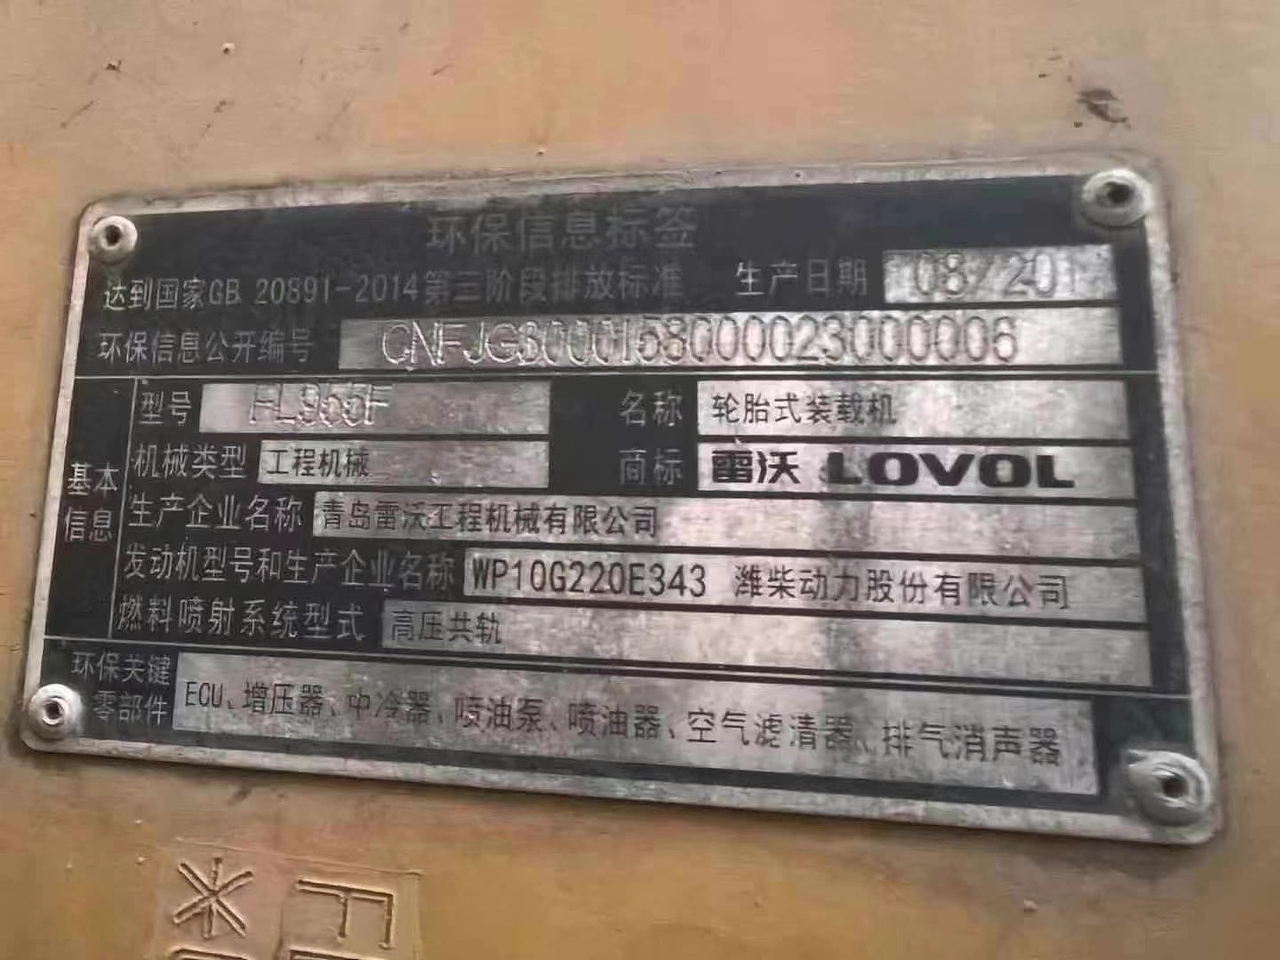 环保信息标签
达到国家GB 20891-2014第三阶段排放标准 生产日期 08/201
环保信息公开编号 CNFJG3000168000023000006
型号 FL955F 名称 轮胎式装载机
机械类型 工程机械 商标 雷沃 LOVOL
基本信息
生产企业名称 青岛雷沃工程机械有限公司
发动机型号和生产企业名称 WP10G220E343 潍柴动力股份有限公司
燃料喷射系统型式 高压共轨
环保关键零部件 ECU、增压器、中冷器、喷油泵、喷油器、空气滤清器、排气消声器